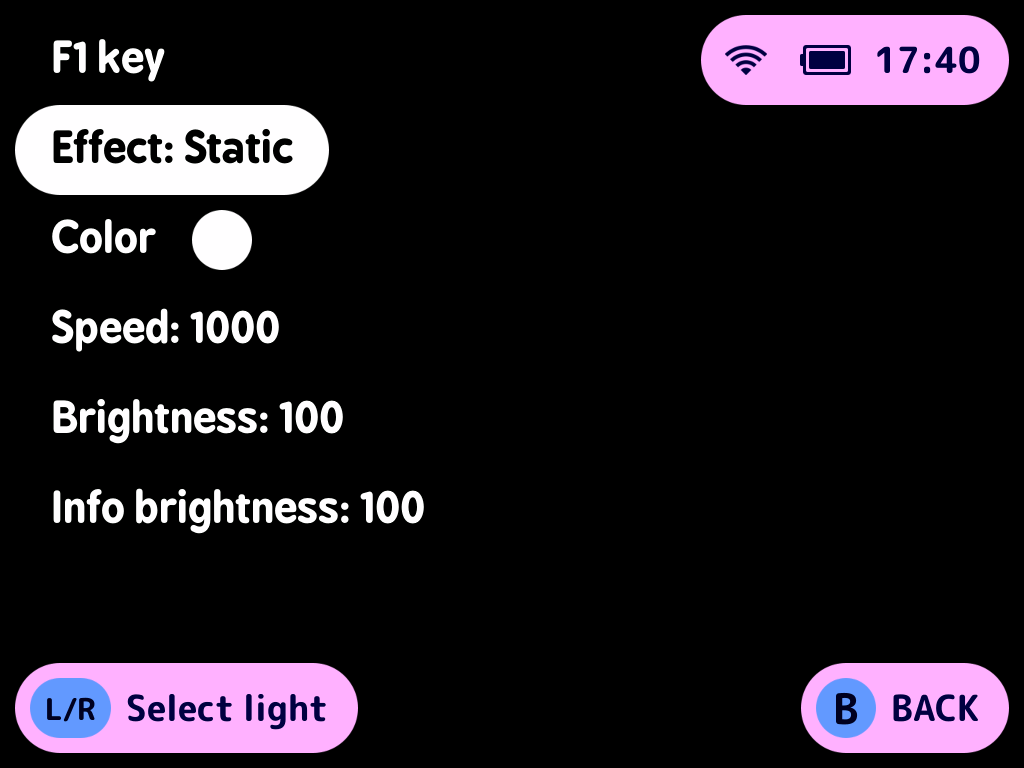 F1 key
17:40
Effect: Static
Color
Speed: 1000
Brightness: 100
Info brightness: 100
L/R Select light
B BACK